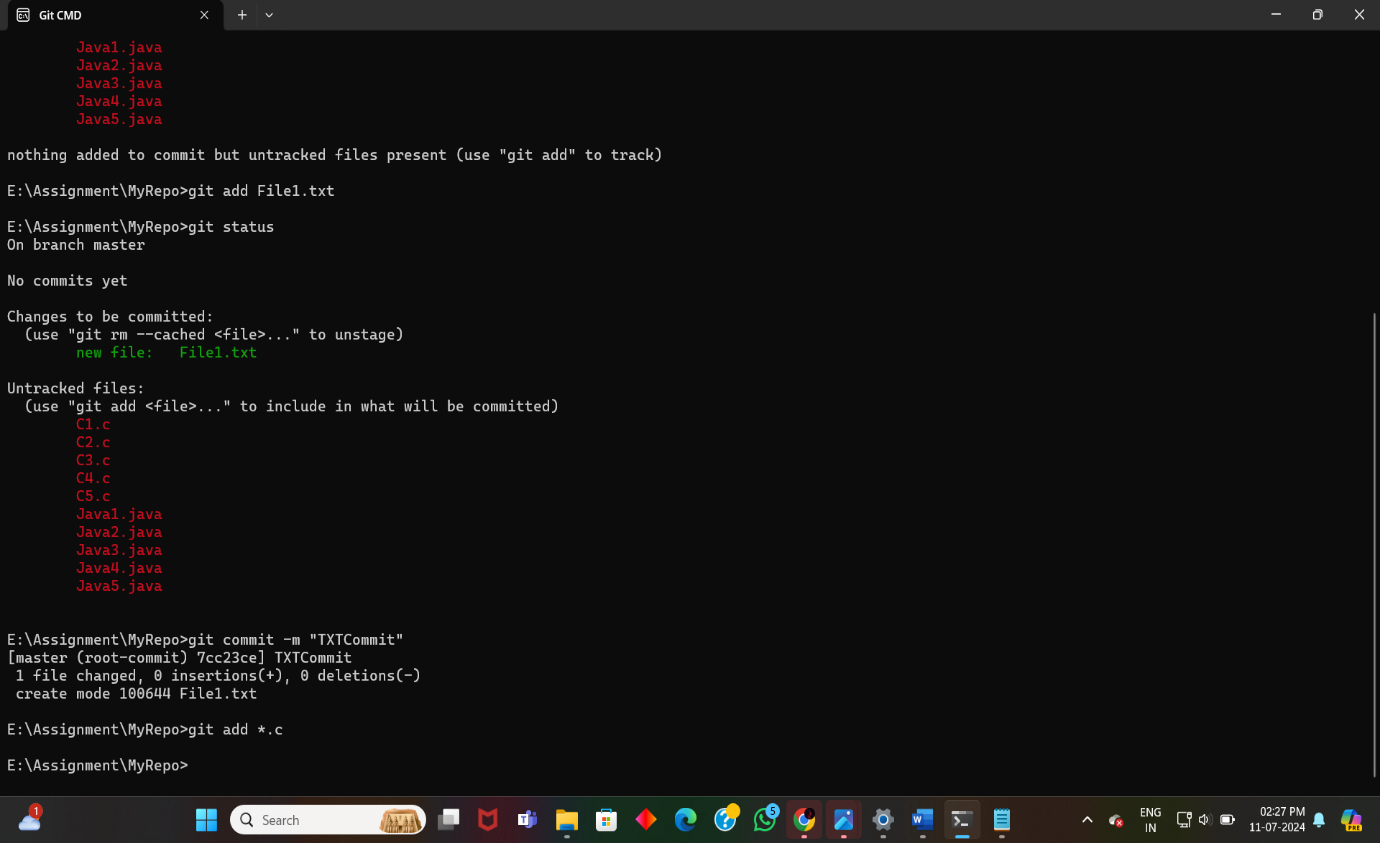 Git CMD
Java1.java
Java2.java
Java3.java
Java4.java
Java5.java
nothing added to commit but untracked files present (use "git add" to track)
E:\Assignment\MyRepo>git add File1.txt
E:\Assignment\MyRepo>git status
On branch master
No commits yet
Changes to be committed:
(use "git rm --cached <file>..." to unstage)
new file:   File1.txt
Untracked files:
(use "git add <file>..." to include in what will be committed)
C1.c
C2.c
C3.c
C4.c
C5.c
Java1.java
Java2.java
Java3.java
Java4.java
Java5.java
E:\Assignment\MyRepo>git commit -m "TXTCommit"
[master (root-commit) 7cc23ce] TXTCommit
1 file changed, 0 insertions(+), 0 deletions(-)
create mode 100644 File1.txt
E:\Assignment\MyRepo>git add *.c
E:\Assignment\MyRepo>
1
Search
5
ENG
IN
02:27 PM
11-07-2024
PRE